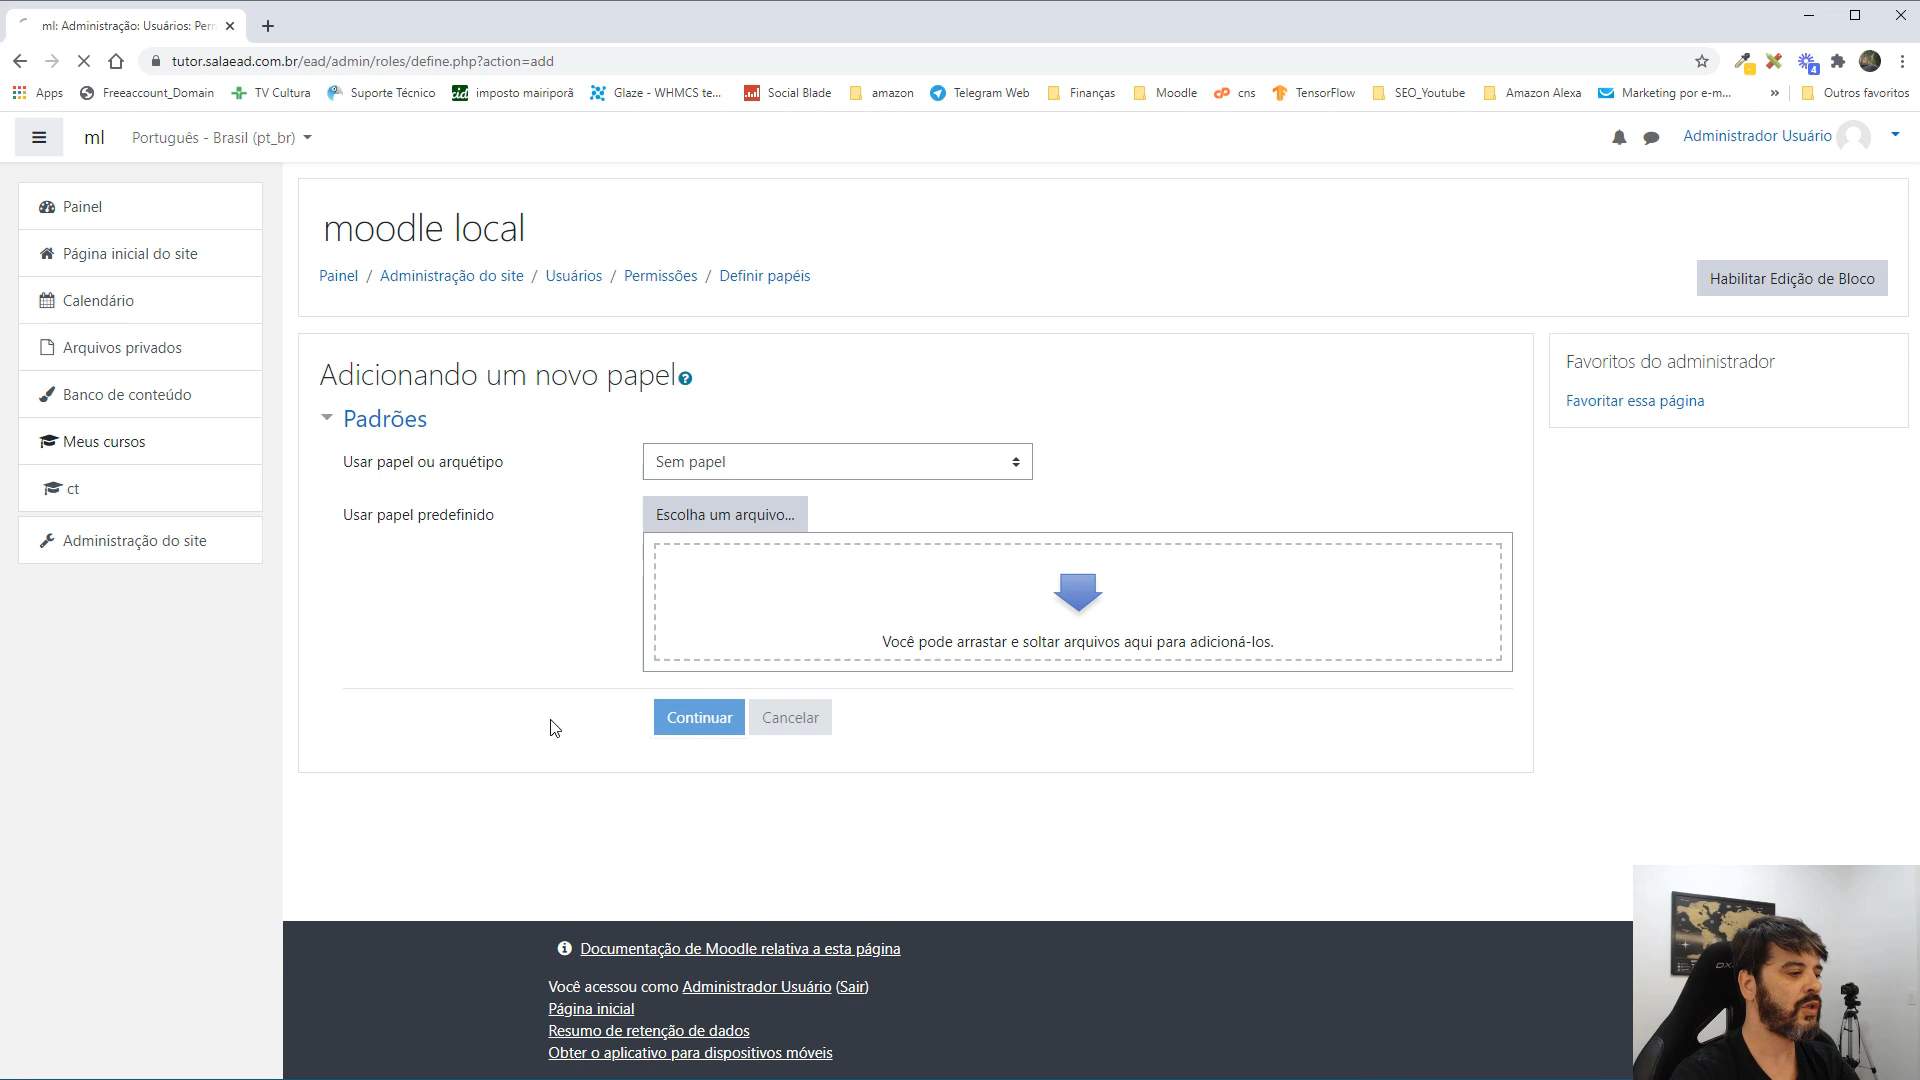 ml: Administração: Usuários: Per
tutor.salaead.com.br/ead/admin/roles/define.php?action=add
4
Apps
Freeaccount_Domain
TV Cultura
Suporte Técnico
cid
imposto mairiporã
Glaze - WHMCS te...
Social Blade
amazon
Telegram Web
Finanças
Moodle
cP
cns
TensorFlow
SEO_Youtube
Amazon Alexa
Marketing por e-m...
»
Outros favoritos
ml
Português - Brasil (pt_br)
Administrador Usuário
Painel
Página inicial do site
Calendário
Arquivos privados
Banco de conteúdo
Meus cursos
ct
Administração do site
moodle local
Painel / Administração do site / Usuários / Permissões / Definir papéis
Habilitar Edição de Bloco
Adicionando um novo papel
Padrões
Usar papel ou arquétipo
Sem papel
Usar papel predefinido
Escolha um arquivo...
Você pode arrastar e soltar arquivos aqui para adicioná-los.
Continuar
Cancelar
Favoritos do administrador
Favoritar essa página
Documentação de Moodle relativa a esta página
Você acessou como Administrador Usuário (Sair)
Página inicial
Resumo de retenção de dados
Obter o aplicativo para dispositivos móveis